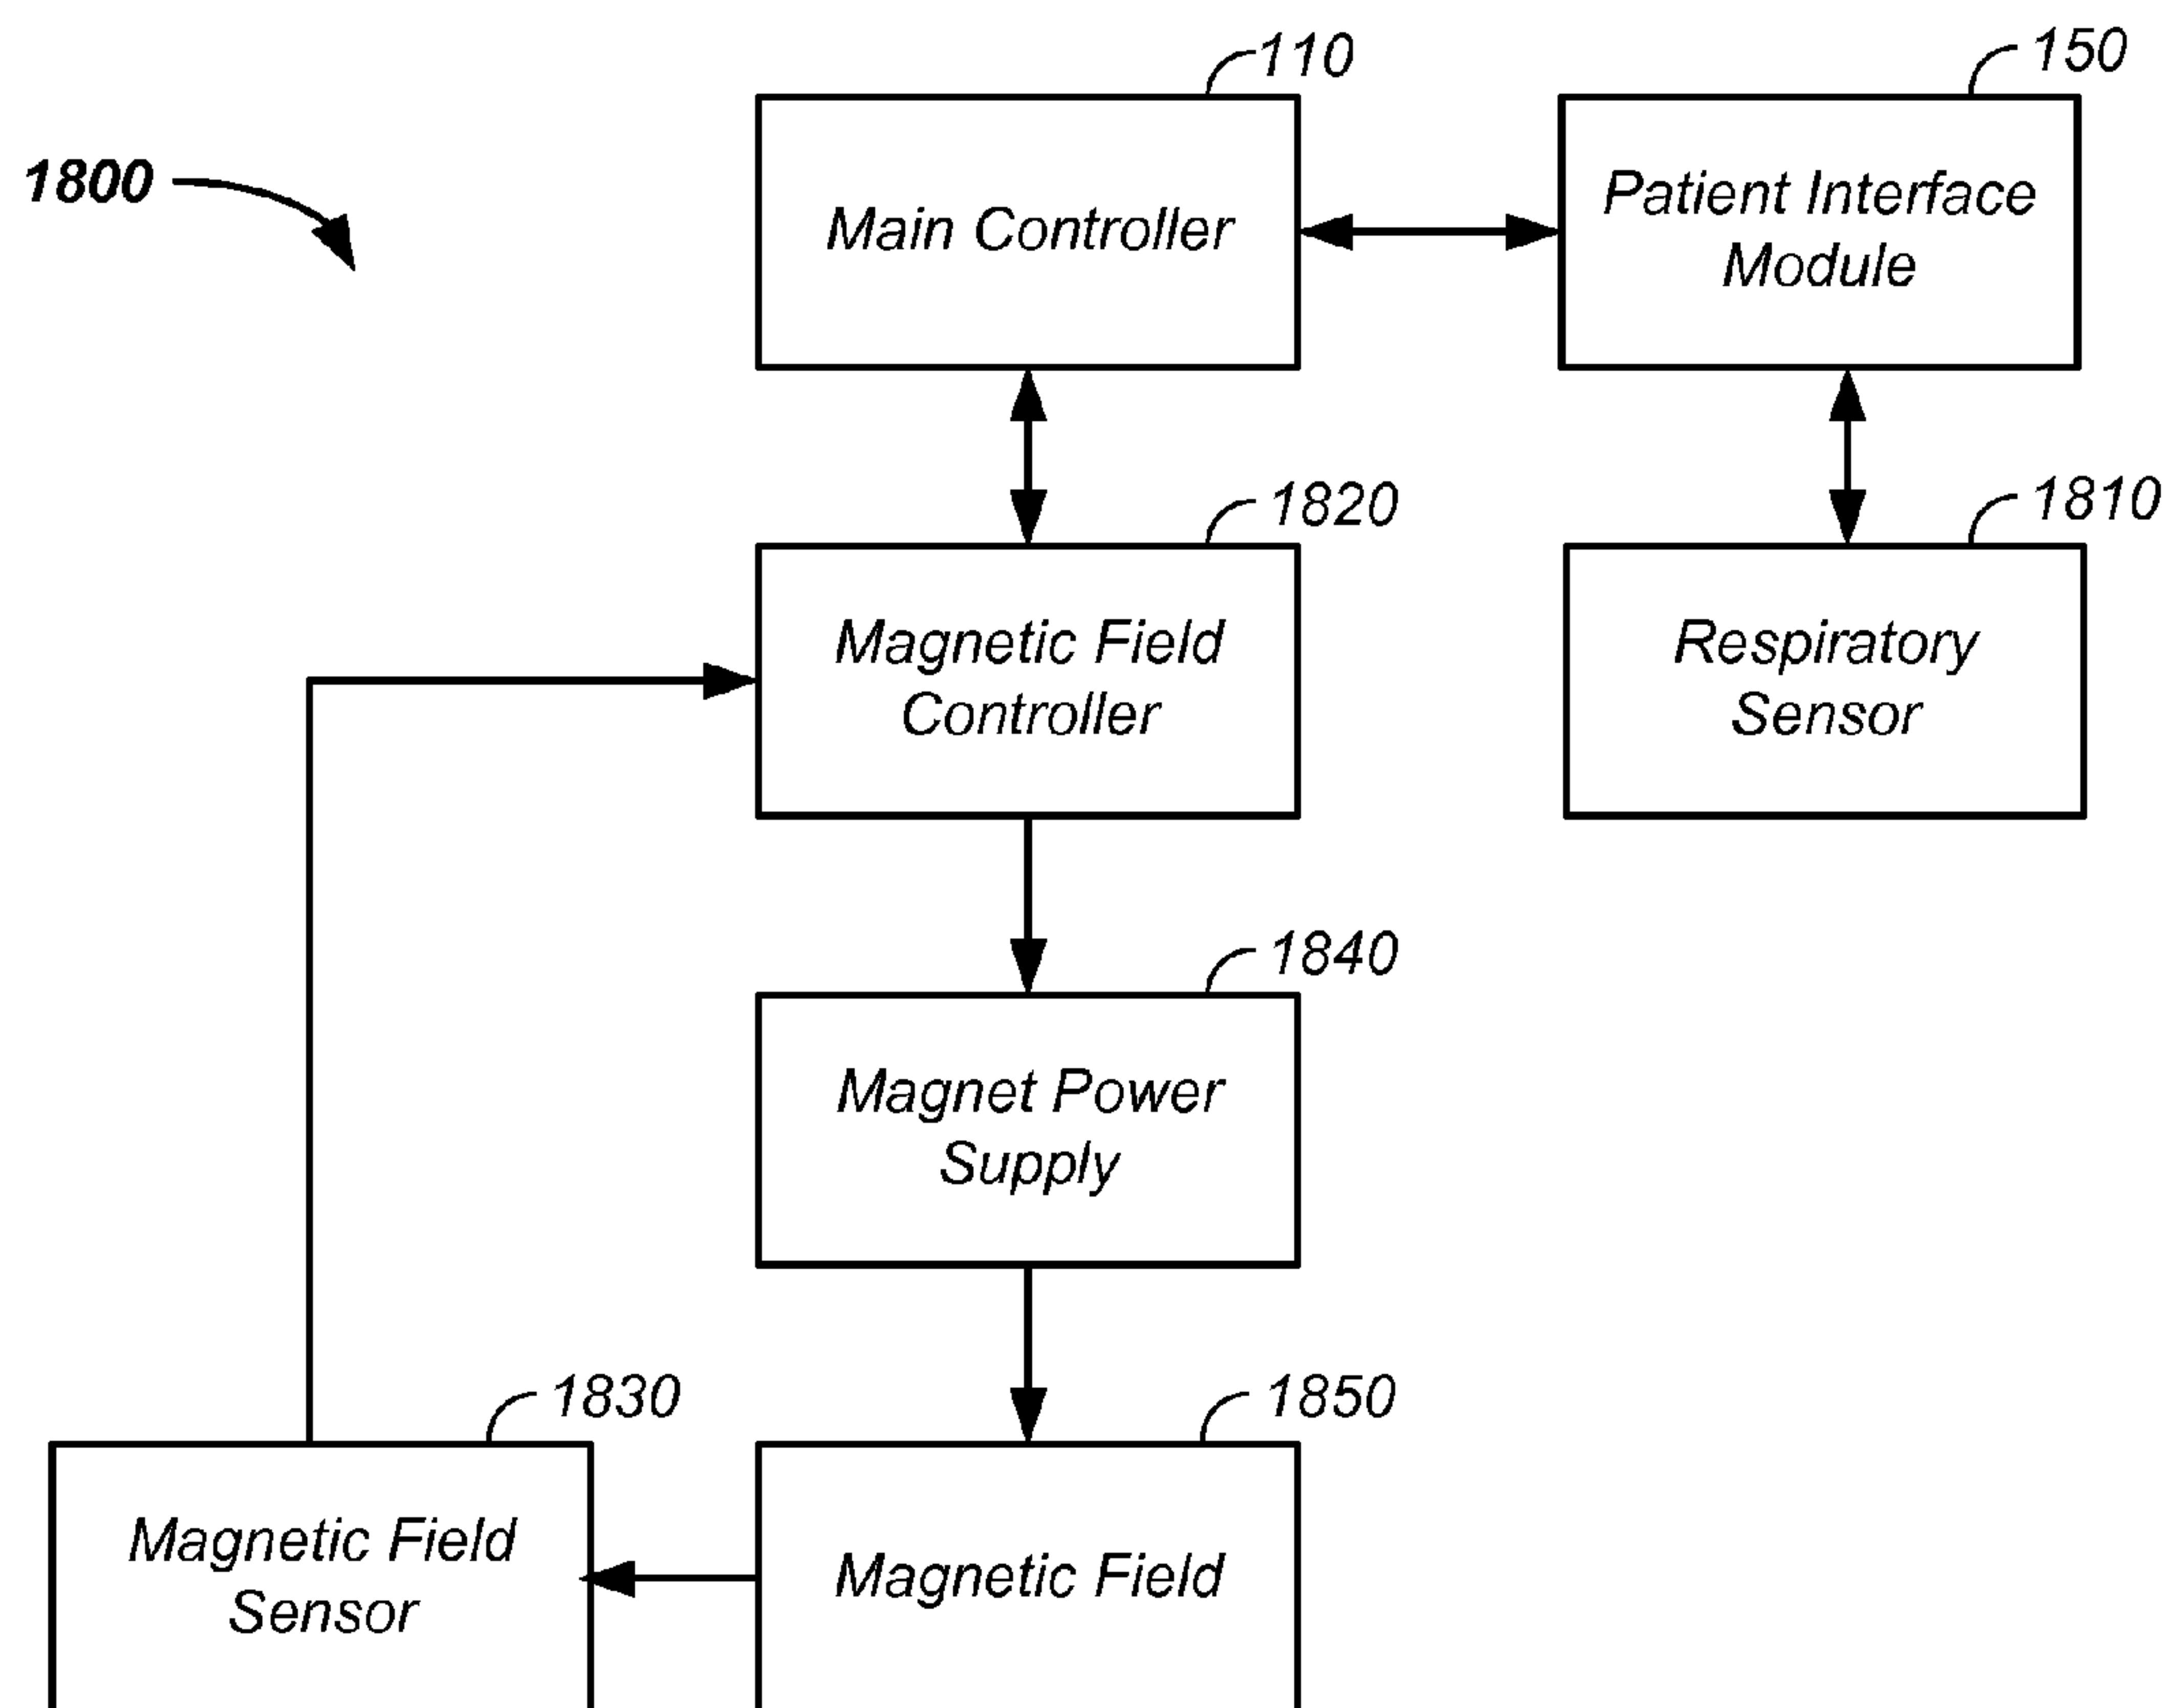 110
150
1800
Main Controller
Patient Interface
Module
1820
1810
Magnetic Field
Controller
Respiratory
Sensor
1840
Magnet Power
Supply
1830
1850
Magnetic Field
Sensor
Magnetic Field